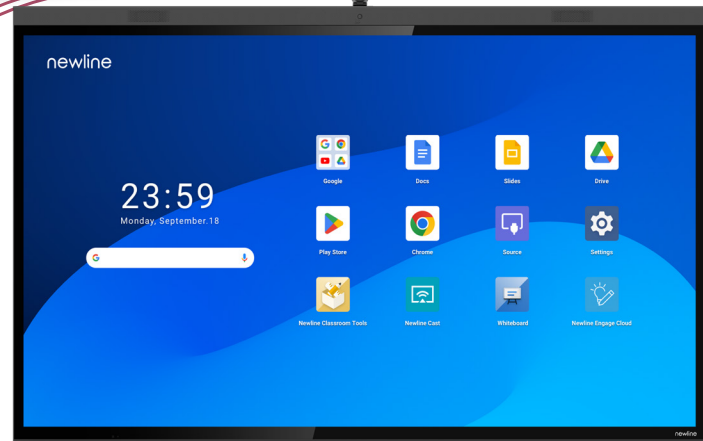 newline
23:59
Monday, September.18
Google
Docs
Slides
Drive
Play Store
Chrome
Source
Settings
Newline Classroom Tools
Newline Cast
Whiteboard
Newline Engage Cloud
newline